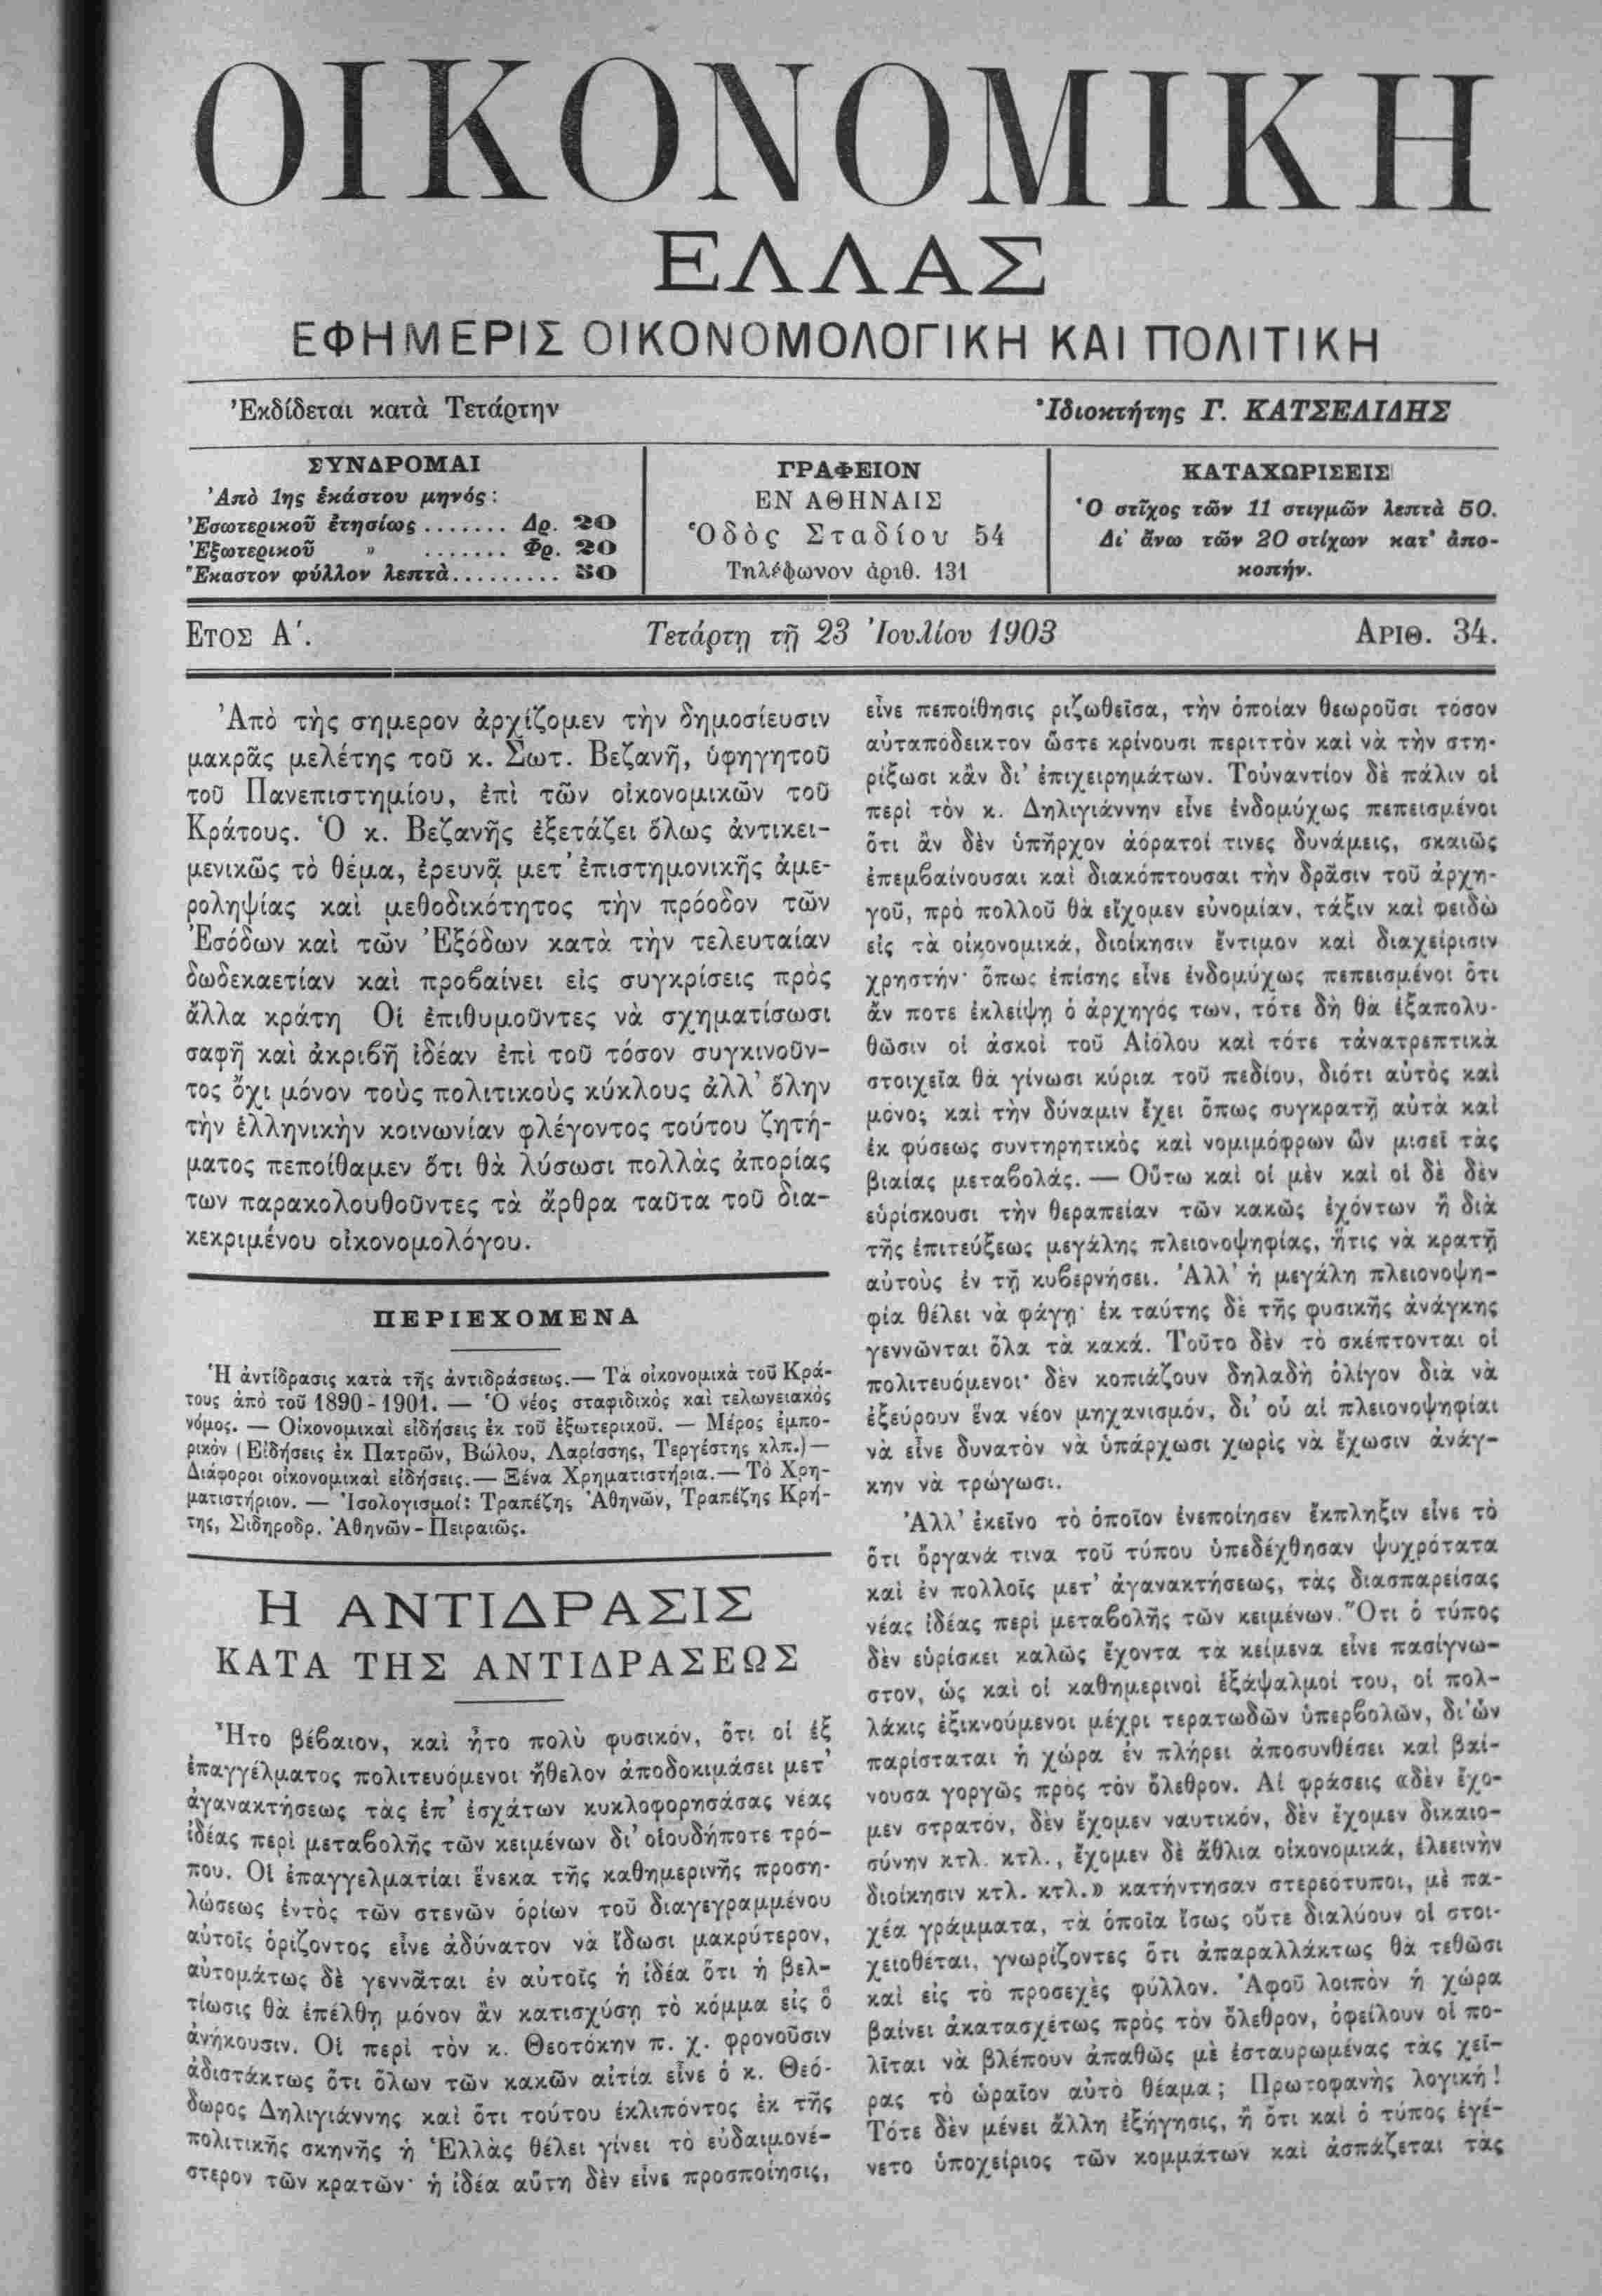 ΟΙΚΟΝΟΜΙΚΗ
ΕΛΛΑΣ
ΕΦΗΜΕΡΙΣ ΟΙΚΟΝΟΜΟΛΟΓΙΚΗ ΚΑΙ ΠΟΛΙΤΙΚΗ
Ἐκδίδεται κατὰ Τετάρτην
Ἰδιοκτήτης Γ. ΚΑΤΣΕΛΙΔΗΣ
ΣΥΝΔΡΟΜΑΙ
Ἀπὸ 1ης ἑκάστου μηνός:
Ἐσωτερικοῦ ἐτησίως ....... Δρ. 20
Ἐξωτερικοῦ » ....... Φρ. 20
Ἕκαστον φύλλον λεπτὰ......... 50
ΓΡΑΦΕΙΟΝ
ΕΝ ΑΘΗΝΑΙΣ
Ὁδὸς Σταδίου 54
Τηλέφωνον ἀριθ. 131
ΚΑΤΑΧΩΡΙΣΕΙΣ
Ὁ στῖχος τῶν 11 στιγμῶν λεπτὰ 50.
Δι' ἄνω τῶν 20 στίχων κατ' ἀπο-
κοπήν.
ΕΤΟΣ Α΄.
Τετάρτῃ τῇ 23 Ἰουλίου 1903
ΑΡΙΘ. 34.
Ἀπὸ τῆς σημερον ἀρχίζομεν τὴν δημοσίευσιν
μακρᾶς μελέτης τοῦ κ. Σωτ. Βεζανῆ, ὑφηγητοῦ
τοῦ Πανεπιστημίου, ἐπὶ τῶν οἰκονομικῶν τοῦ
Κράτους. Ὁ κ. Βεζανῆς ἐξετάζει ὅλως ἀντικει-
μενικῶς τὸ θέμα, ἐρευνᾷ μετ' ἐπιστημονικῆς ἀμε-
ροληψίας καὶ μεθοδικότητος τὴν πρόοδον τῶν
Ἐσόδων καὶ τῶν Ἐξόδων κατὰ τὴν τελευταίαν
δωδεκαετίαν καὶ προβαίνει εἰς συγκρίσεις πρὸς
ἄλλα κράτη Οἱ ἐπιθυμοῦντες νὰ σχηματίσωσι
σαφῆ καὶ ἀκριβῆ ἰδέαν ἐπὶ τοῦ τόσον συγκινοῦν-
τος ὄχι μόνον τοὺς πολιτικοὺς κύκλους ἀλλ' ὅλην
τὴν ἑλληνικὴν κοινωνίαν φλέγοντος τούτου ζητή-
ματος πεποίθαμεν ὅτι θὰ λύσωσι πολλὰς ἀπορίας
των παρακολουθοῦντες τὰ ἄρθρα ταῦτα τοῦ δια-
κεκριμένου οἰκονομολόγου.
ΠΕΡΙΕΧΟΜΕΝΑ
Ἡ ἀντίδρασις κατὰ τῆς ἀντιδράσεως.— Τὰ οἰκονομικὰ τοῦ Κρά-
τους ἀπὸ τοῦ 1890-1901. — Ὁ νέος σταφιδικὸς καὶ τελωνειακὸς
νόμος. — Οἰκονομικαὶ εἰδήσεις ἐκ τοῦ ἐξωτερικοῦ. — Μέρος ἐμπο-
ρικόν (Εἰδήσεις ἐκ Πατρῶν, Βώλου, Λαρίσσης, Τεργέστης κλπ.)—
Διάφοροι οἰκονομικαὶ εἰδήσεις.— Ξένα Χρηματιστήρια.— Τὸ Χρη-
ματιστήριον. — Ἰσολογισμοί: Τραπέζης Ἀθηνῶν, Τραπέζης Κρή-
της, Σιδηροδρ. Ἀθηνῶν-Πειραιῶς.
Η ΑΝΤΙΔΡΑΣΙΣ
ΚΑΤΑ ΤΗΣ ΑΝΤΙΔΡΑΣΕΩΣ
Ἦτο βέβαιον, καὶ ἦτο πολὺ φυσικόν, ὅτι οἱ ἐξ
ἐπαγγέλματος πολιτευόμενοι ἤθελον ἀποδοκιμάσει μετ'
ἀγανακτήσεως τὰς ἐπ' ἐσχάτων κυκλοφορησάσας νέας
ἰδέας περὶ μεταβολῆς τῶν κειμένων δι' οἱουδήποτε τρό-
που. Οἱ ἐπαγγελματίαι ἕνεκα τῆς καθημερινῆς προση-
λώσεως ἐντὸς τῶν στενῶν ὁρίων τοῦ διαγεγραμμένου
αὐτοῖς ὁρίζοντος εἶνε ἀδύνατον νὰ ἴδωσι μακρύτερον,
αὐτομάτως δὲ γεννᾶται ἐν αὐτοῖς ἡ ἰδέα ὅτι ἡ βελ-
τίωσις θὰ ἐπέλθῃ μόνον ἂν κατισχύσῃ τὸ κόμμα εἰς ὃ
ἀνήκουσιν. Οἱ περὶ τὸν κ. Θεοτόκην π. χ. φρονοῦσιν
ἀδιστάκτως ὅτι ὅλων τῶν κακῶν αἰτία εἶνε ὁ κ. Θεό-
δωρος Δηλιγιάννης καὶ ὅτι τούτου ἐκλιπόντος ἐκ τῆς
πολιτικῆς σκηνῆς ἡ Ἑλλὰς θέλει γίνει τὸ εὐδαιμονέ-
στερον τῶν κρατῶν· ἡ ἰδέα αὕτη δὲν εἶνε προσποίησις,
εἶνε πεποίθησις ριζωθεῖσα, τὴν ὁποίαν θεωροῦσι τόσον
αὐταπόδεικτον ὥστε κρίνουσι περιττὸν καὶ νὰ τὴν στη-
ρίξωσι κἂν δι' ἐπιχειρημάτων. Τοὐναντίον δὲ πάλιν οἱ
περὶ τὸν κ. Δηλιγιάννην εἶνε ἐνδομύχως πεπεισμένοι
ὅτι ἂν δὲν ὑπῆρχον ἀόρατοί τινες δυνάμεις, σκαιῶς
ἐπεμβαίνουσαι καὶ διακόπτουσαι τὴν δρᾶσιν τοῦ ἀρχη-
γοῦ, πρὸ πολλοῦ θὰ εἴχομεν εὐνομίαν, τάξιν καὶ φειδὼ
εἰς τὰ οἰκονομικά, διοίκησιν ἔντιμον καὶ διαχείρισιν
χρηστήν· ὅπως ἐπίσης εἶνε ἐνδομύχως πεπεισμένοι ὅτι
ἄν ποτε ἐκλείψῃ ὁ ἀρχηγός των, τότε δὴ θὰ ἐξαπολυ-
θῶσιν οἱ ἀσκοὶ τοῦ Αἰόλου καὶ τότε τἀνατρεπτικὰ
στοιχεῖα θὰ γίνωσι κύρια τοῦ πεδίου, διότι αὐτὸς καὶ
μόνος καὶ τὴν δύναμιν ἔχει ὅπως συγκρατῇ αὐτὰ καὶ
ἐκ φύσεως συντηρητικὸς καὶ νομιμόφρων ὢν μισεῖ τὰς
βιαίας μεταβολάς. — Οὕτω καὶ οἱ μὲν καὶ οἱ δὲ δὲν
εὑρίσκουσι τὴν θεραπείαν τῶν κακῶς ἐχόντων ἢ διὰ
τῆς ἐπιτεύξεως μεγάλης πλειονοψηφίας, ἥτις νὰ κρατῇ
αὐτοὺς ἐν τῇ κυβερνήσει. Ἀλλ' ἡ μεγάλη πλειονοψη-
φία θέλει νὰ φάγῃ· ἐκ ταύτης δὲ τῆς φυσικῆς ἀνάγκης
γεννῶνται ὅλα τὰ κακά. Τοῦτο δὲν τὸ σκέπτονται οἱ
πολιτευόμενοι· δὲν κοπιάζουν δηλαδὴ ὀλίγον διὰ νὰ
ἐξεύρουν ἕνα νέον μηχανισμόν, δι' οὗ αἱ πλειονοψηφίαι
νὰ εἶνε δυνατὸν νὰ ὑπάρχωσι χωρὶς νὰ ἔχωσιν ἀνάγ-
κην νὰ τρώγωσι.
Ἀλλ' ἐκεῖνο τὸ ὁποῖον ἐνεποίησεν ἔκπληξιν εἶνε τὸ
ὅτι ὄργανά τινα τοῦ τύπου ὑπεδέχθησαν ψυχρότατα
καὶ ἐν πολλοῖς μετ' ἀγανακτήσεως, τὰς διασπαρείσας
νέας ἰδέας περὶ μεταβολῆς τῶν κειμένων. Ὅτι ὁ τύπος
δὲν εὑρίσκει καλῶς ἔχοντα τὰ κείμενα εἶνε πασίγνω-
στον, ὡς καὶ οἱ καθημερινοὶ ἐξάψαλμοί του, οἱ πολ-
λάκις ἐξικνούμενοι μέχρι τερατωδῶν ὑπερβολῶν, δι' ὧν
παρίσταται ἡ χώρα ἐν πλήρει ἀποσυνθέσει καὶ βαί-
νουσα γοργῶς πρὸς τὸν ὄλεθρον. Αἱ φράσεις «δὲν ἔχο-
μεν στρατόν, δὲν ἔχομεν ναυτικόν, δὲν ἔχομεν δικαιο-
σύνην κτλ. κτλ., ἔχομεν δὲ ἄθλια οἰκονομικά, ἐλεεινὴν
διοίκησιν κτλ. κτλ.» κατήντησαν στερεότυποι, μὲ πα-
χέα γράμματα, τὰ ὁποῖα ἴσως οὔτε διαλύουν οἱ στοι-
χειοθέται, γνωρίζοντες ὅτι ἀπαραλλάκτως θὰ τεθῶσι
καὶ εἰς τὸ προσεχὲς φύλλον. Ἀφοῦ λοιπὸν ἡ χώρα
βαίνει ἀκατασχέτως πρὸς τὸν ὄλεθρον, ὀφείλουν οἱ πο-
λῖται νὰ βλέπουν ἀπαθῶς μὲ ἐσταυρωμένας τὰς χεῖ-
ρας τὸ ὡραῖον αὐτὸ θέαμα; Πρωτοφανὴς λογική!
Τότε δὲν μένει ἄλλη ἐξήγησις, ἢ ὅτι καὶ ὁ τύπος ἐγέ-
νετο ὑποχείριος τῶν κομμάτων καὶ ἀσπάζεται τὰς